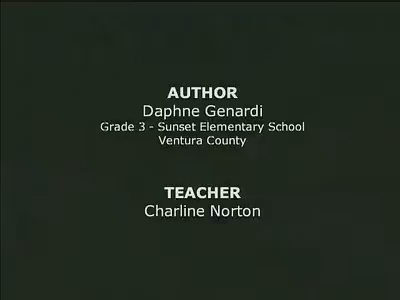 AUTHOR
Daphne Genardi
Grade 3 - Sunset Elementary School
Ventura County
TEACHER
Charline Norton